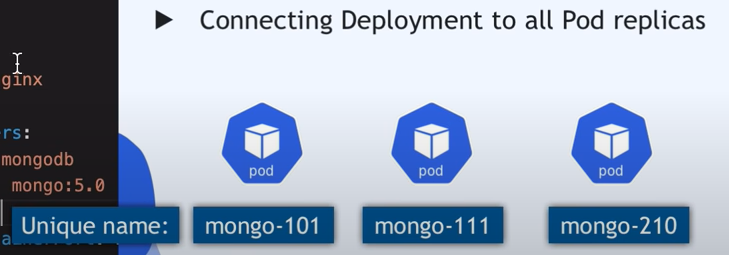 ► Connecting Deployment to all Pod replicas
ginx
ers:
mongodb
mongo:5.0
pod
pod
pod
Unique name:
mongo-101
mongo-111
mongo-210